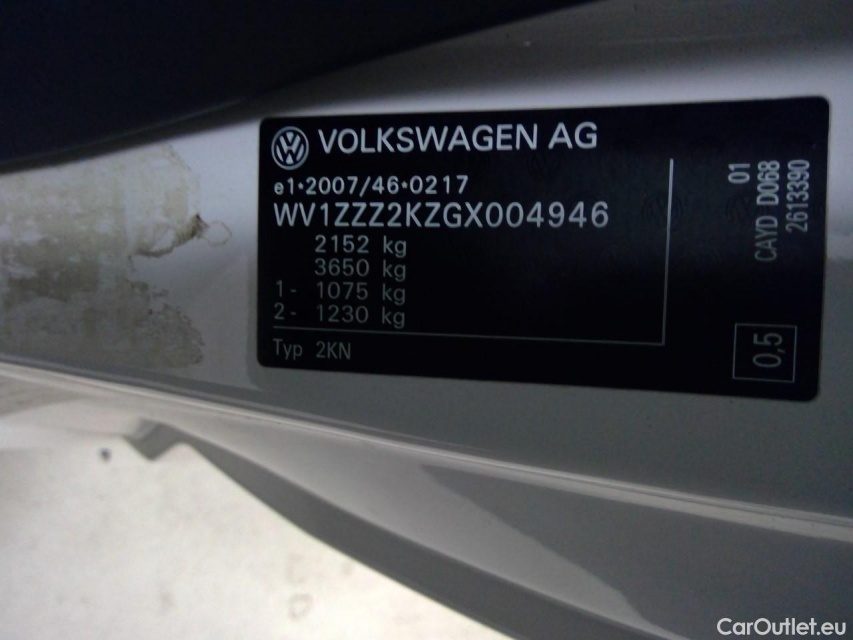 VOLKSWAGEN AG
e1*2007/46*0217
WV1ZZZ2KZGX004946
2152 kg
3650 kg
1- 1075 kg
2- 1230 kg
Typ 2KN
01
CAYD D068
2613390
0,5
CarOutlet.eu